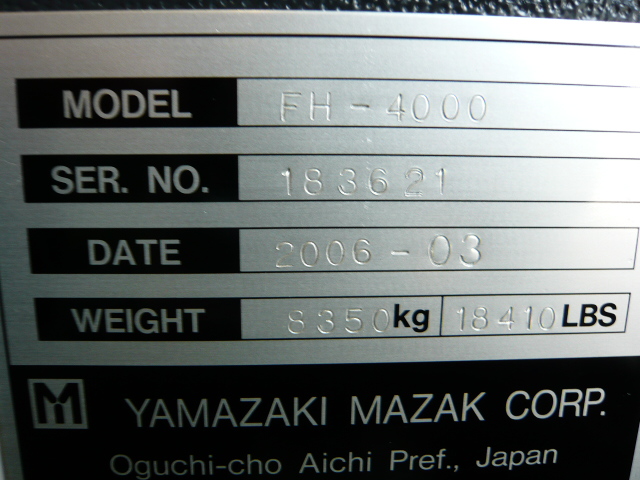 MODEL FH-4000
SER. NO. 183621
DATE 2006-03
WEIGHT 8350kg 18410LBS
YAMAZAKI MAZAK CORP.
Oguchi-cho Aichi Pref., Japan